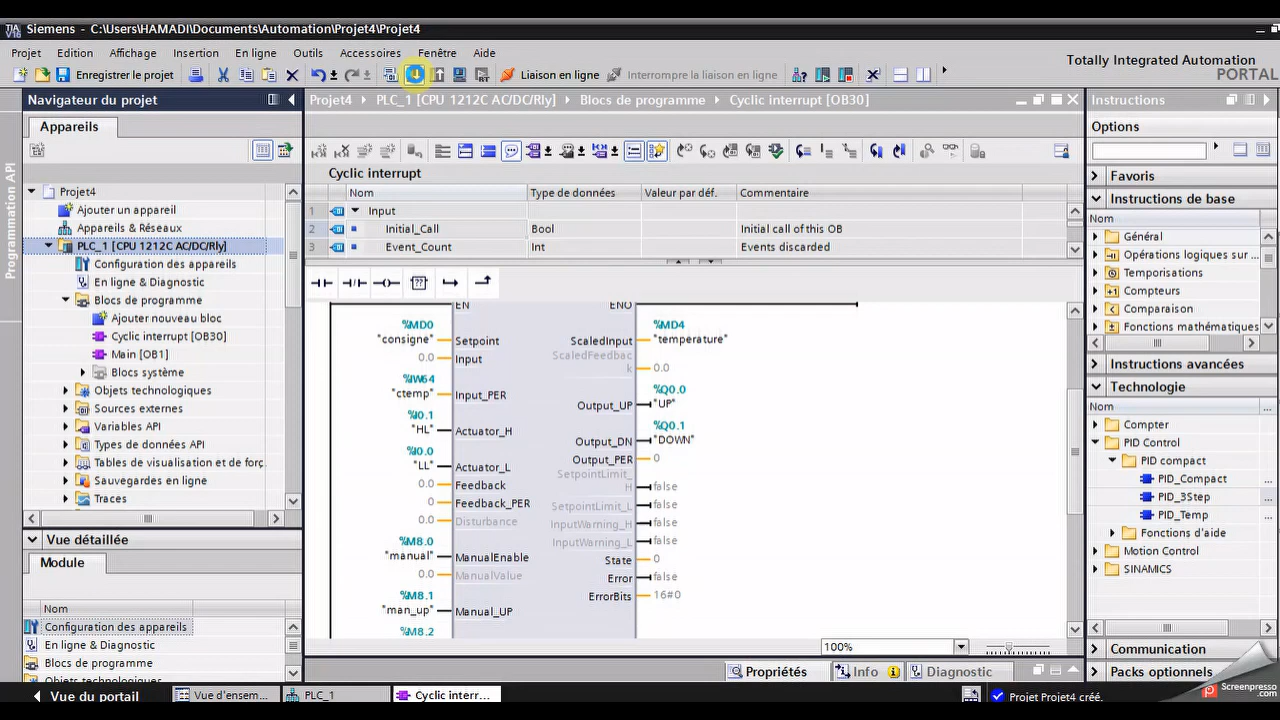 Siemens - C:\Users\HAMADI\Documents\Automation\Projet4\Projet4
TIA
V16
Projet Edition Affichage Insertion En ligne Outils Accessoires Fenêtre Aide
Enregistrer le projet
Liaison en ligne
Interrompre la liaison en ligne
Totally Integrated Automation
PORTAL
Navigateur du projet
Appareils
Programmation API
Projet4
Ajouter un appareil
Appareils & Réseaux
PLC_1 [CPU 1212C AC/DC/Rly]
Configuration des appareils
En ligne & Diagnostic
Blocs de programme
Ajouter nouveau bloc
Cyclic interrupt [OB30]
Main [OB1]
Blocs système
Objets technologiques
Sources externes
Variables API
Types de données API
Tables de visualisation et de forç.
Sauvegardes en ligne
Traces
Vue détaillée
Module
Nom
Configuration des appareils
En ligne & Diagnostic
Blocs de programme
Objets technologiques
Projet4 PLC_1 [CPU 1212C AC/DC/Rly] Blocs de programme Cyclic interrupt [OB30]
Cyclic interrupt
Nom Type de données Valeur par déf. Commentaire
1 Input
2 Initial_Call Bool Initial call of this OB
3 Event_Count Int Events discarded
??
EN ENO
%MD0
"consigne" Setpoint
0.0 Input
%IW64
"ctemp" Input_PER
%I0.1
"HL" Actuator_H
%I0.0
"LL" Actuator_L
0.0 Feedback
0 Feedback_PER
0.0 Disturbance
%M8.0
"manual" ManualEnable
0.0 ManualValue
%M8.1
"man_up" Manual_UP
%M8.2
%MD4
ScaledInput "temperature"
ScaledFeedbac
k 0.0
%Q0.0
Output_UP "UP"
%Q0.1
Output_DN "DOWN"
Output_PER 0
SetpointLimit_
H false
SetpointLimit_L false
InputWarning_H false
InputWarning_L false
State 0
Error false
ErrorBits 16#0
100%
Propriétés Info Diagnostic
Instructions
Options
Favoris
Instructions de base
Nom
Général
Opérations logiques sur ...
Temporisations
Compteurs
Comparaison
Fonctions mathématiques
Instructions avancées
Technologie
Nom ...
Compter
PID Control
PID compact
PID_Compact ...
PID_3Step ...
PID_Temp ...
Fonctions d'aide
Motion Control
SINAMICS
Communication
Packs optionnels
Vue du portail
Vue d'ensem...
PLC_1
Cyclic interr...
Projet Projet4 créé.
Screenpresso
.com